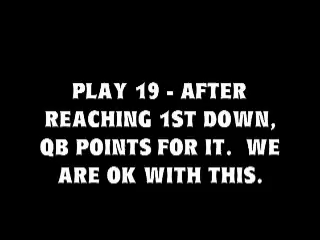 PLAY 19 - AFTER
REACHING 1ST DOWN,
QB POINTS FOR IT.  WE
ARE OK WITH THIS.